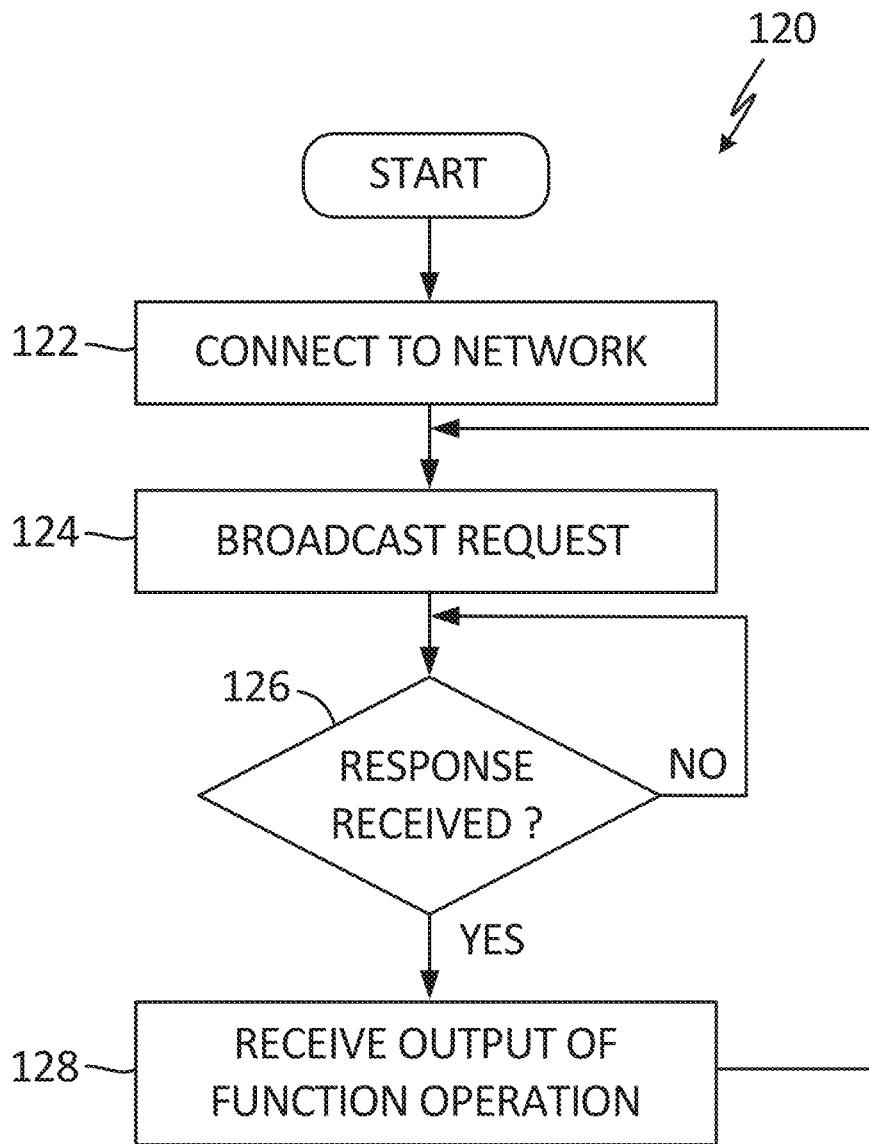 120
START
122
CONNECT TO NETWORK
124
BROADCAST REQUEST
126
RESPONSE
RECEIVED ?
NO
YES
128
RECEIVE OUTPUT OF
FUNCTION OPERATION